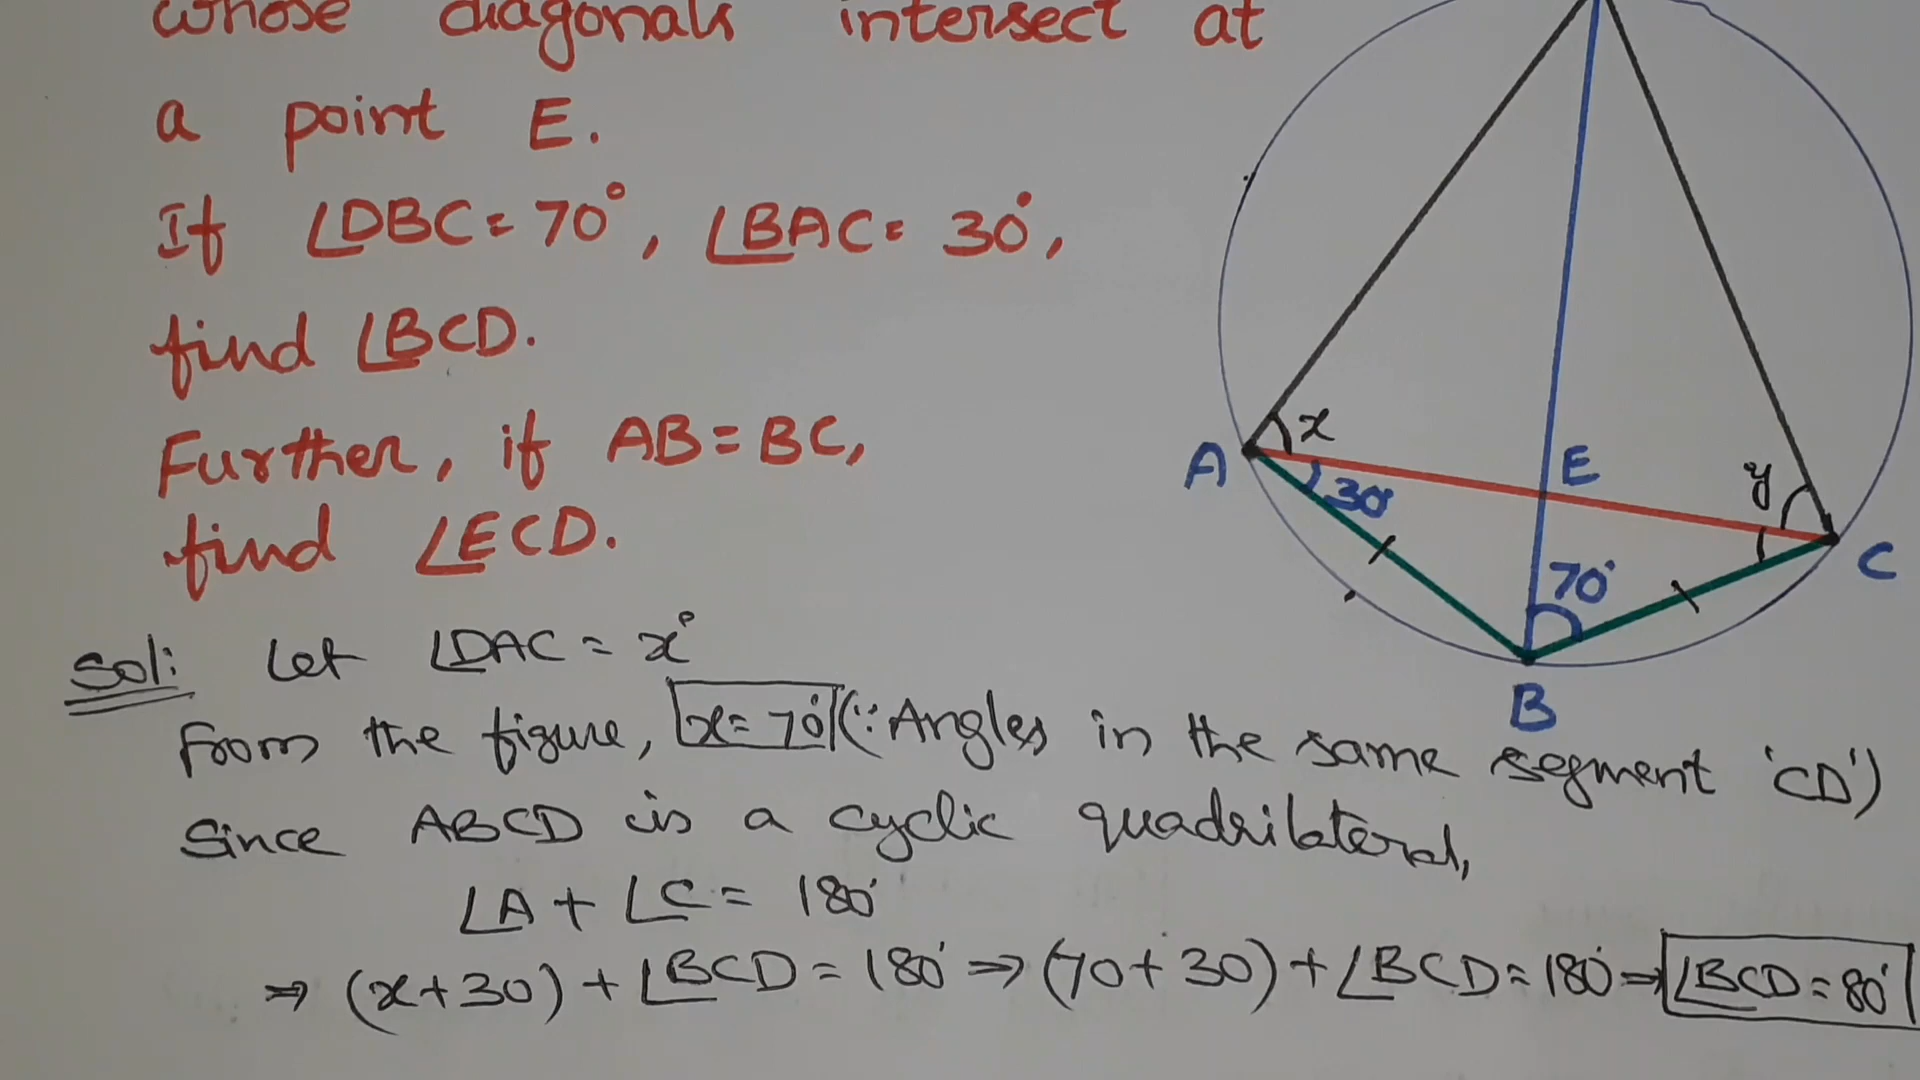 whose diagonals intersect at
a point E.
If ∠DBC = 70°, ∠BAC = 30°,
find ∠BCD.
Further, if AB = BC,
find ∠ECD.
Sol: Let ∠DAC = x°
From the figure, x = 70° (∵ Angles in the same segment 'CD')
Since ABCD is a cyclic quadrilateral,
∠A + ∠C = 180°
⇒ (x + 30) + ∠BCD = 180° ⇒ (70 + 30) + ∠BCD = 180° ⇒ ∠BCD = 80°
x
A
30°
E
y
C
70°
B